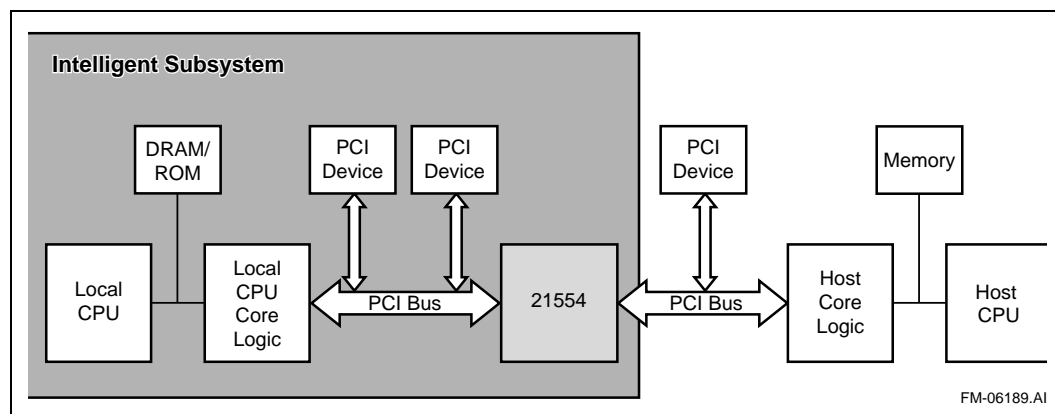 Intelligent Subsystem
DRAM/
ROM
PCI
Device
PCI
Device
PCI
Device
Memory
Local
CPU
Local
CPU
Core
Logic
PCI Bus
21554
PCI Bus
Host
Core
Logic
Host
CPU
FM-06189.AI